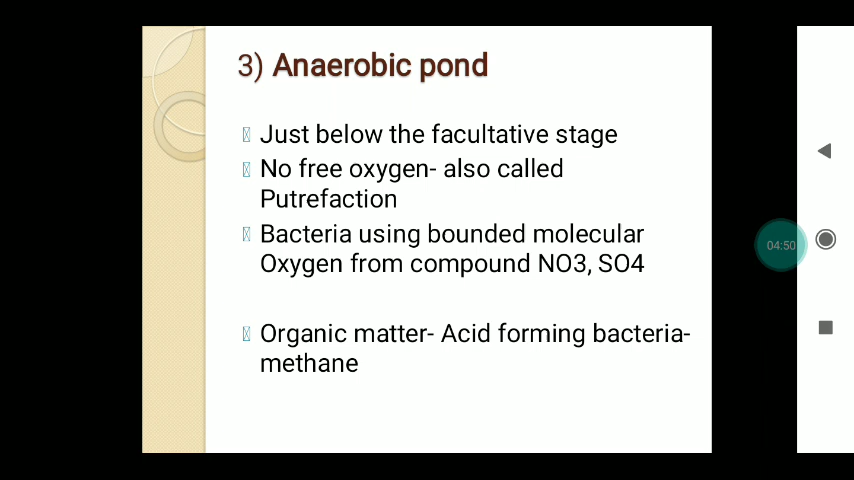 3) Anaerobic pond
Just below the facultative stage
No free oxygen- also called
Putrefaction
Bacteria using bounded molecular
Oxygen from compound NO3, SO4
Organic matter- Acid forming bacteria-
methane
04:50